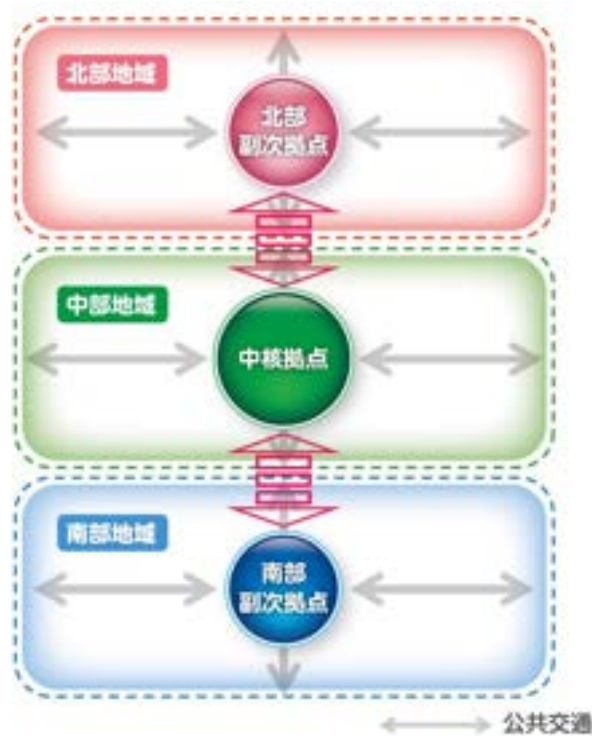 北部地域
北部
副次拠点
中部地域
中核拠点
南部地域
南部
副次拠点
公共交通